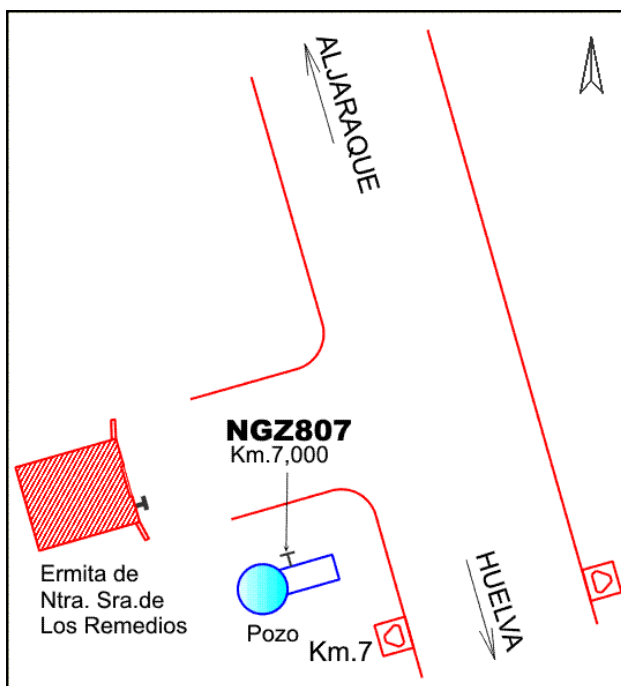 ALJARAQUE
NGZ807
Km.7,000
Ermita de
Ntra. Sra.de
Los Remedios
Pozo
Km.7
HUELVA